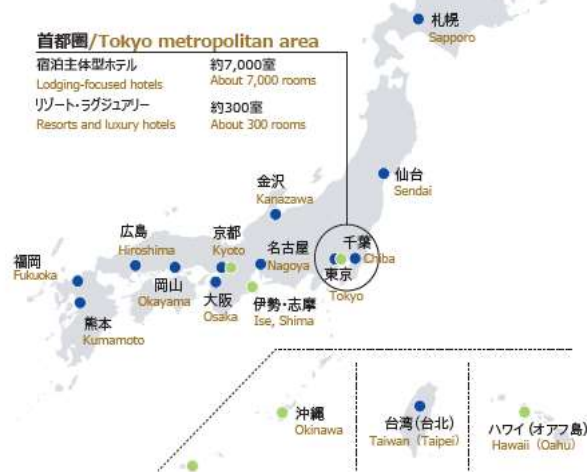 札幌
Sapporo
首都圏/Tokyo metropolitan area
宿泊主体型ホテル 約7,000室
Lodging-focused hotels About 7,000 rooms
リゾート・ラグジュアリー 約300室
Resorts and luxury hotels About 300 rooms
仙台
Sendai
金沢
Kanazawa
広島
Hiroshima
京都
Kyoto
名古屋
Nagoya
千葉
Chiba
東京
Tokyo
福岡
Fukuoka
岡山
Okayama
大阪
Osaka
伊勢・志摩
Ise, Shima
熊本
Kumamoto
沖縄
Okinawa
台湾(台北)
Taiwan (Taipei)
ハワイ(オアフ島)
Hawaii (Oahu)